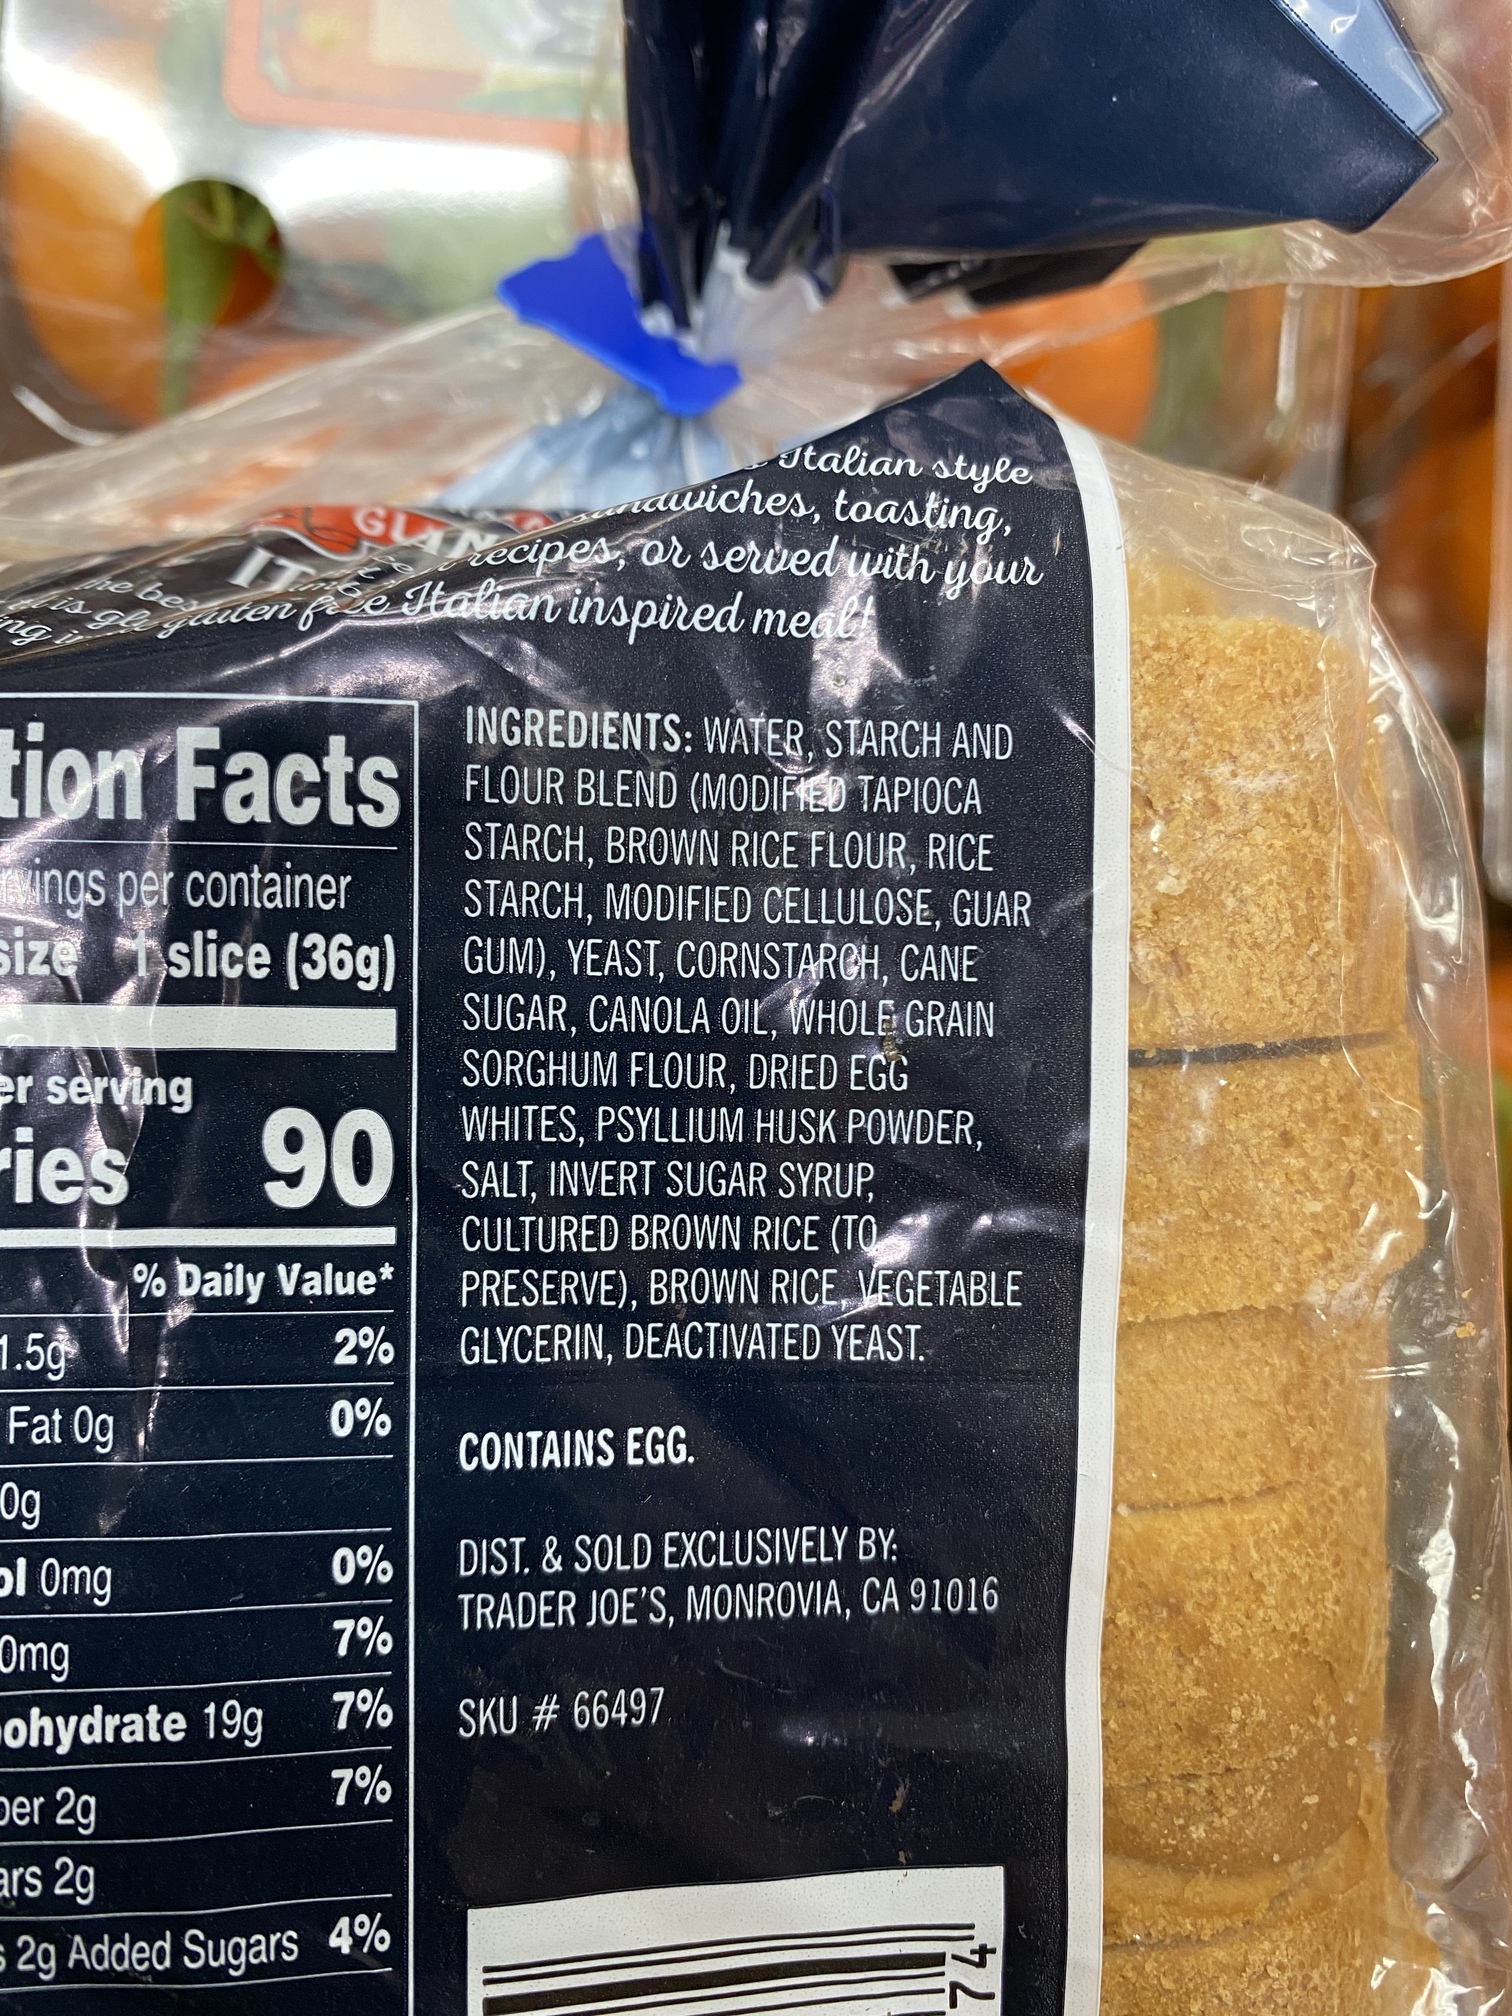 Italian style
sandwiches, toasting,
recipes, or served with your
gluten free Italian inspired meal!
INGREDIENTS: WATER, STARCH AND
FLOUR BLEND (MODIFIED TAPIOCA
STARCH, BROWN RICE FLOUR, RICE
STARCH, MODIFIED CELLULOSE, GUAR
GUM), YEAST, CORNSTARCH, CANE
SUGAR, CANOLA OIL, WHOLE GRAIN
SORGHUM FLOUR, DRIED EGG
WHITES, PSYLLIUM HUSK POWDER,
SALT, INVERT SUGAR SYRUP,
CULTURED BROWN RICE (TO
PRESERVE), BROWN RICE, VEGETABLE
GLYCERIN, DEACTIVATED YEAST.
CONTAINS EGG.
DIST. & SOLD EXCLUSIVELY BY:
TRADER JOE'S, MONROVIA, CA 91016
SKU # 66497
tion Facts
per container
size 1 slice (36g)
er serving
ries 90
% Daily Value*
1.5g 2%
Fat 0g 0%
0g
ol 0mg 0%
0mg 7%
ohydrate 19g 7%
ber 2g 7%
ars 2g
s 2g Added Sugars 4%